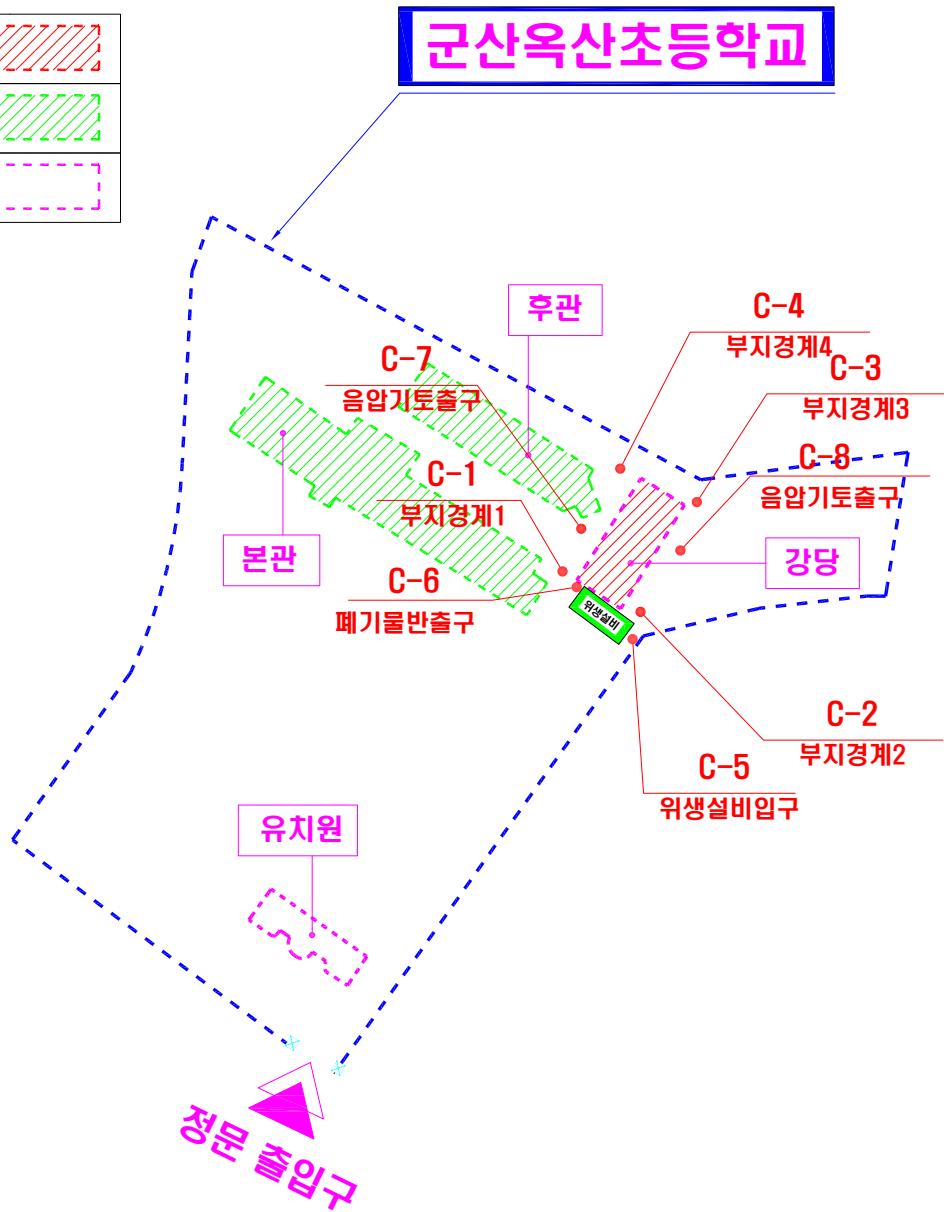 군산옥산초등학교
후관
C-4
부지경계4
C-7
음압기토출구
C-3
부지경계3
C-1
부지경계1
C-8
음압기토출구
본관
강당
C-6
폐기물반출구
위생설비
C-2
부지경계2
C-5
위생설비입구
유치원
정문 출입구